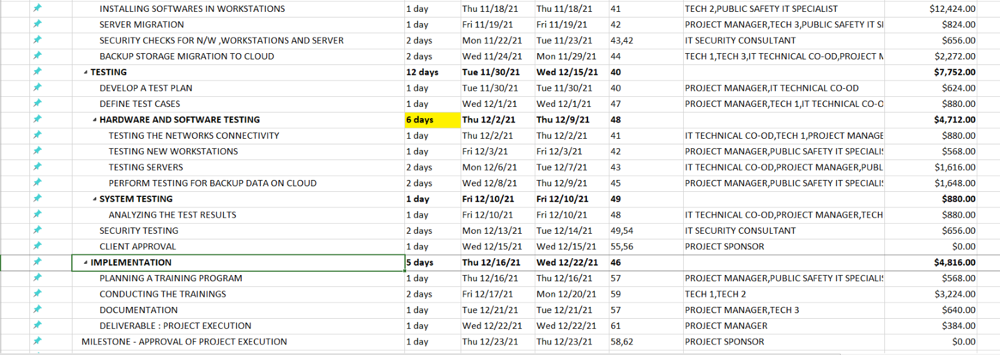 INSTALLING SOFTWARES IN WORKSTATIONS 1 day Thu 11/18/21 Thu 11/18/21 41 TECH 2,PUBLIC SAFETY IT SPECIALIST $12,424.00
SERVER MIGRATION 1 day Fri 11/19/21 Fri 11/19/21 42 PROJECT MANAGER,TECH 3,PUBLIC SAFETY IT SI $824.00
SECURITY CHECKS FOR N/W ,WORKSTATIONS AND SERVER 2 days Mon 11/22/21 Tue 11/23/21 43,42 IT SECURITY CONSULTANT $656.00
BACKUP STORAGE MIGRATION TO CLOUD 2 days Wed 11/24/21 Mon 11/29/21 44 TECH 1,TECH 3,IT TECHNICAL CO-OD,PROJECT $2,272.00
TESTING 12 days Tue 11/30/21 Wed 12/15/21 40 $7,752.00
DEVELOP A TEST PLAN 1 day Tue 11/30/21 Tue 11/30/21 40 PROJECT MANAGER,IT TECHNICAL CO-OD $624.00
DEFINE TEST CASES 1 day Wed 12/1/21 Wed 12/1/21 47 PROJECT MANAGER,TECH 1,IT TECHNICAL CO-O $880.00
HARDWARE AND SOFTWARE TESTING 6 days Thu 12/2/21 Thu 12/9/21 48 $4,712.00
TESTING THE NETWORKS CONNECTIVITY 1 day Thu 12/2/21 Thu 12/2/21 41 IT TECHNICAL CO-OD,TECH 1,PROJECT MANAGE $880.00
TESTING NEW WORKSTATIONS 1 day Fri 12/3/21 Fri 12/3/21 42 PROJECT MANAGER,PUBLIC SAFETY IT SPECIALI $568.00
TESTING SERVERS 2 days Mon 12/6/21 Tue 12/7/21 43 IT TECHNICAL CO-OD,PROJECT MANAGER,PUBL $1,616.00
PERFORM TESTING FOR BACKUP DATA ON CLOUD 2 days Wed 12/8/21 Thu 12/9/21 45 PROJECT MANAGER,PUBLIC SAFETY IT SPECIALI $1,648.00
SYSTEM TESTING 1 day Fri 12/10/21 Fri 12/10/21 49 $880.00
ANALYZING THE TEST RESULTS 1 day Fri 12/10/21 Fri 12/10/21 48 IT TECHNICAL CO-OD,PROJECT MANAGER,TECH $880.00
SECURITY TESTING 2 days Mon 12/13/21 Tue 12/14/21 49,54 IT SECURITY CONSULTANT $656.00
CLIENT APPROVAL 1 day Wed 12/15/21 Wed 12/15/21 55,56 PROJECT SPONSOR $0.00
IMPLEMENTATION 5 days Thu 12/16/21 Wed 12/22/21 46 $4,816.00
PLANNING A TRAINING PROGRAM 1 day Thu 12/16/21 Thu 12/16/21 57 PROJECT MANAGER,PUBLIC SAFETY IT SPECIALI $568.00
CONDUCTING THE TRAININGS 2 days Fri 12/17/21 Mon 12/20/21 59 TECH 1,TECH 2 $3,224.00
DOCUMENTATION 1 day Tue 12/21/21 Tue 12/21/21 57 PROJECT MANAGER,TECH 3 $640.00
DELIVERABLE : PROJECT EXECUTION 1 day Wed 12/22/21 Wed 12/22/21 61 PROJECT MANAGER $384.00
MILESTONE - APPROVAL OF PROJECT EXECUTION 1 day Thu 12/23/21 Thu 12/23/21 58,62 PROJECT SPONSOR $0.00